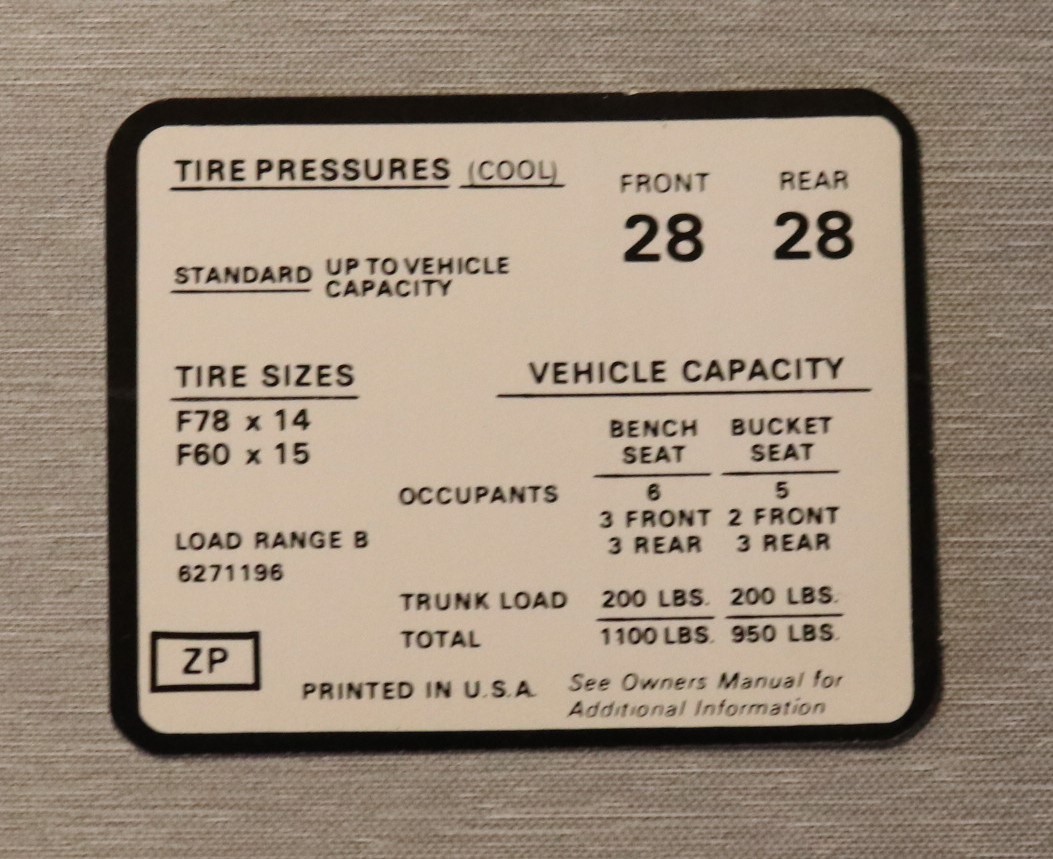 TIRE PRESSURES (COOL)
FRONT REAR
28 28
STANDARD UP TO VEHICLE
CAPACITY
TIRE SIZES
F78 x 14
F60 x 15
LOAD RANGE B
6271196
VEHICLE CAPACITY
BENCH BUCKET
SEAT SEAT
OCCUPANTS 6 5
3 FRONT 2 FRONT
3 REAR 3 REAR
TRUNK LOAD 200 LBS. 200 LBS.
TOTAL 1100 LBS. 950 LBS.
ZP
PRINTED IN U.S.A.
See Owners Manual for
Additional Information